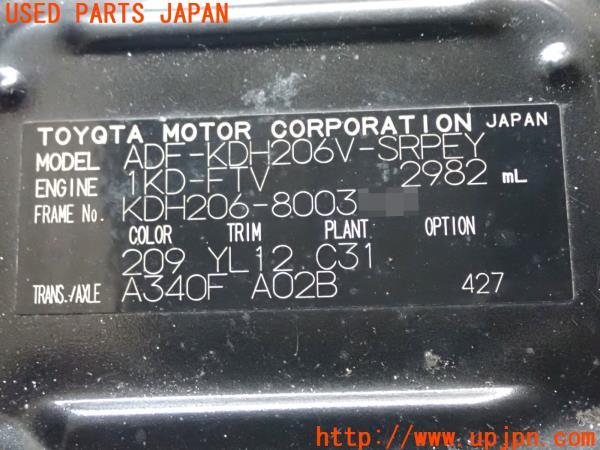 USED PARTS JAPAN
TOYOTA MOTOR CORPORATION JAPAN
MODEL ADF-KDH206V-SRPEY
ENGINE 1KD-FTV 2982 mL
FRAME No. KDH206-8003
COLOR TRIM PLANT OPTION
209 YL12 C31
TRANS./AXLE A340F A02B 427
http://www.upjpn.com